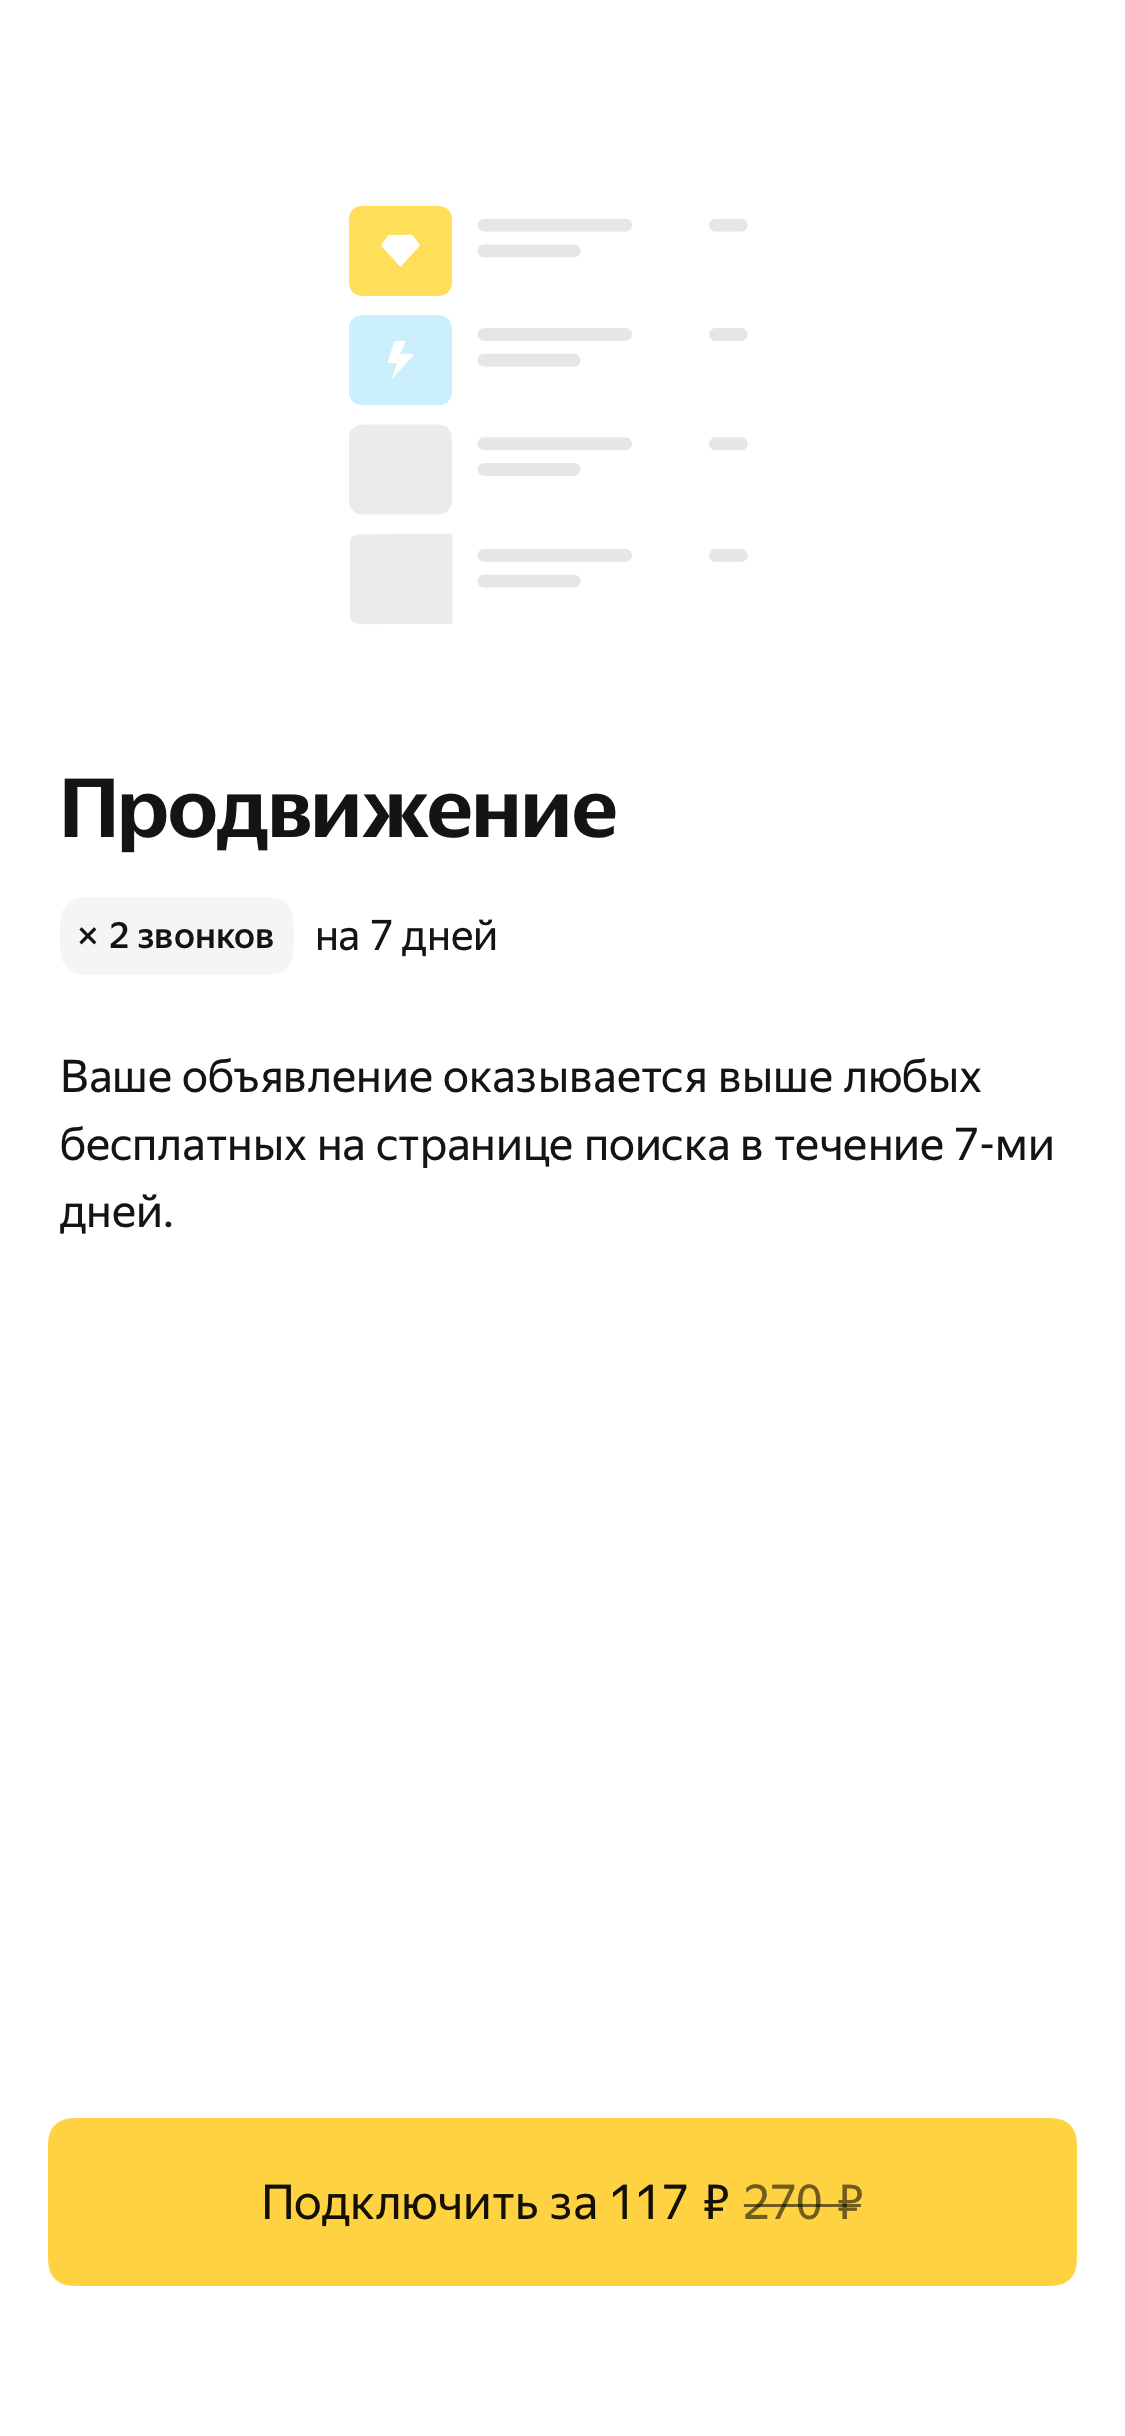 Продвижение
× 2 звонков на 7 дней
Ваше объявление оказывается выше любых
бесплатных на странице поиска в течение 7-ми
дней.
Подключить за 117 ₽ 270 ₽